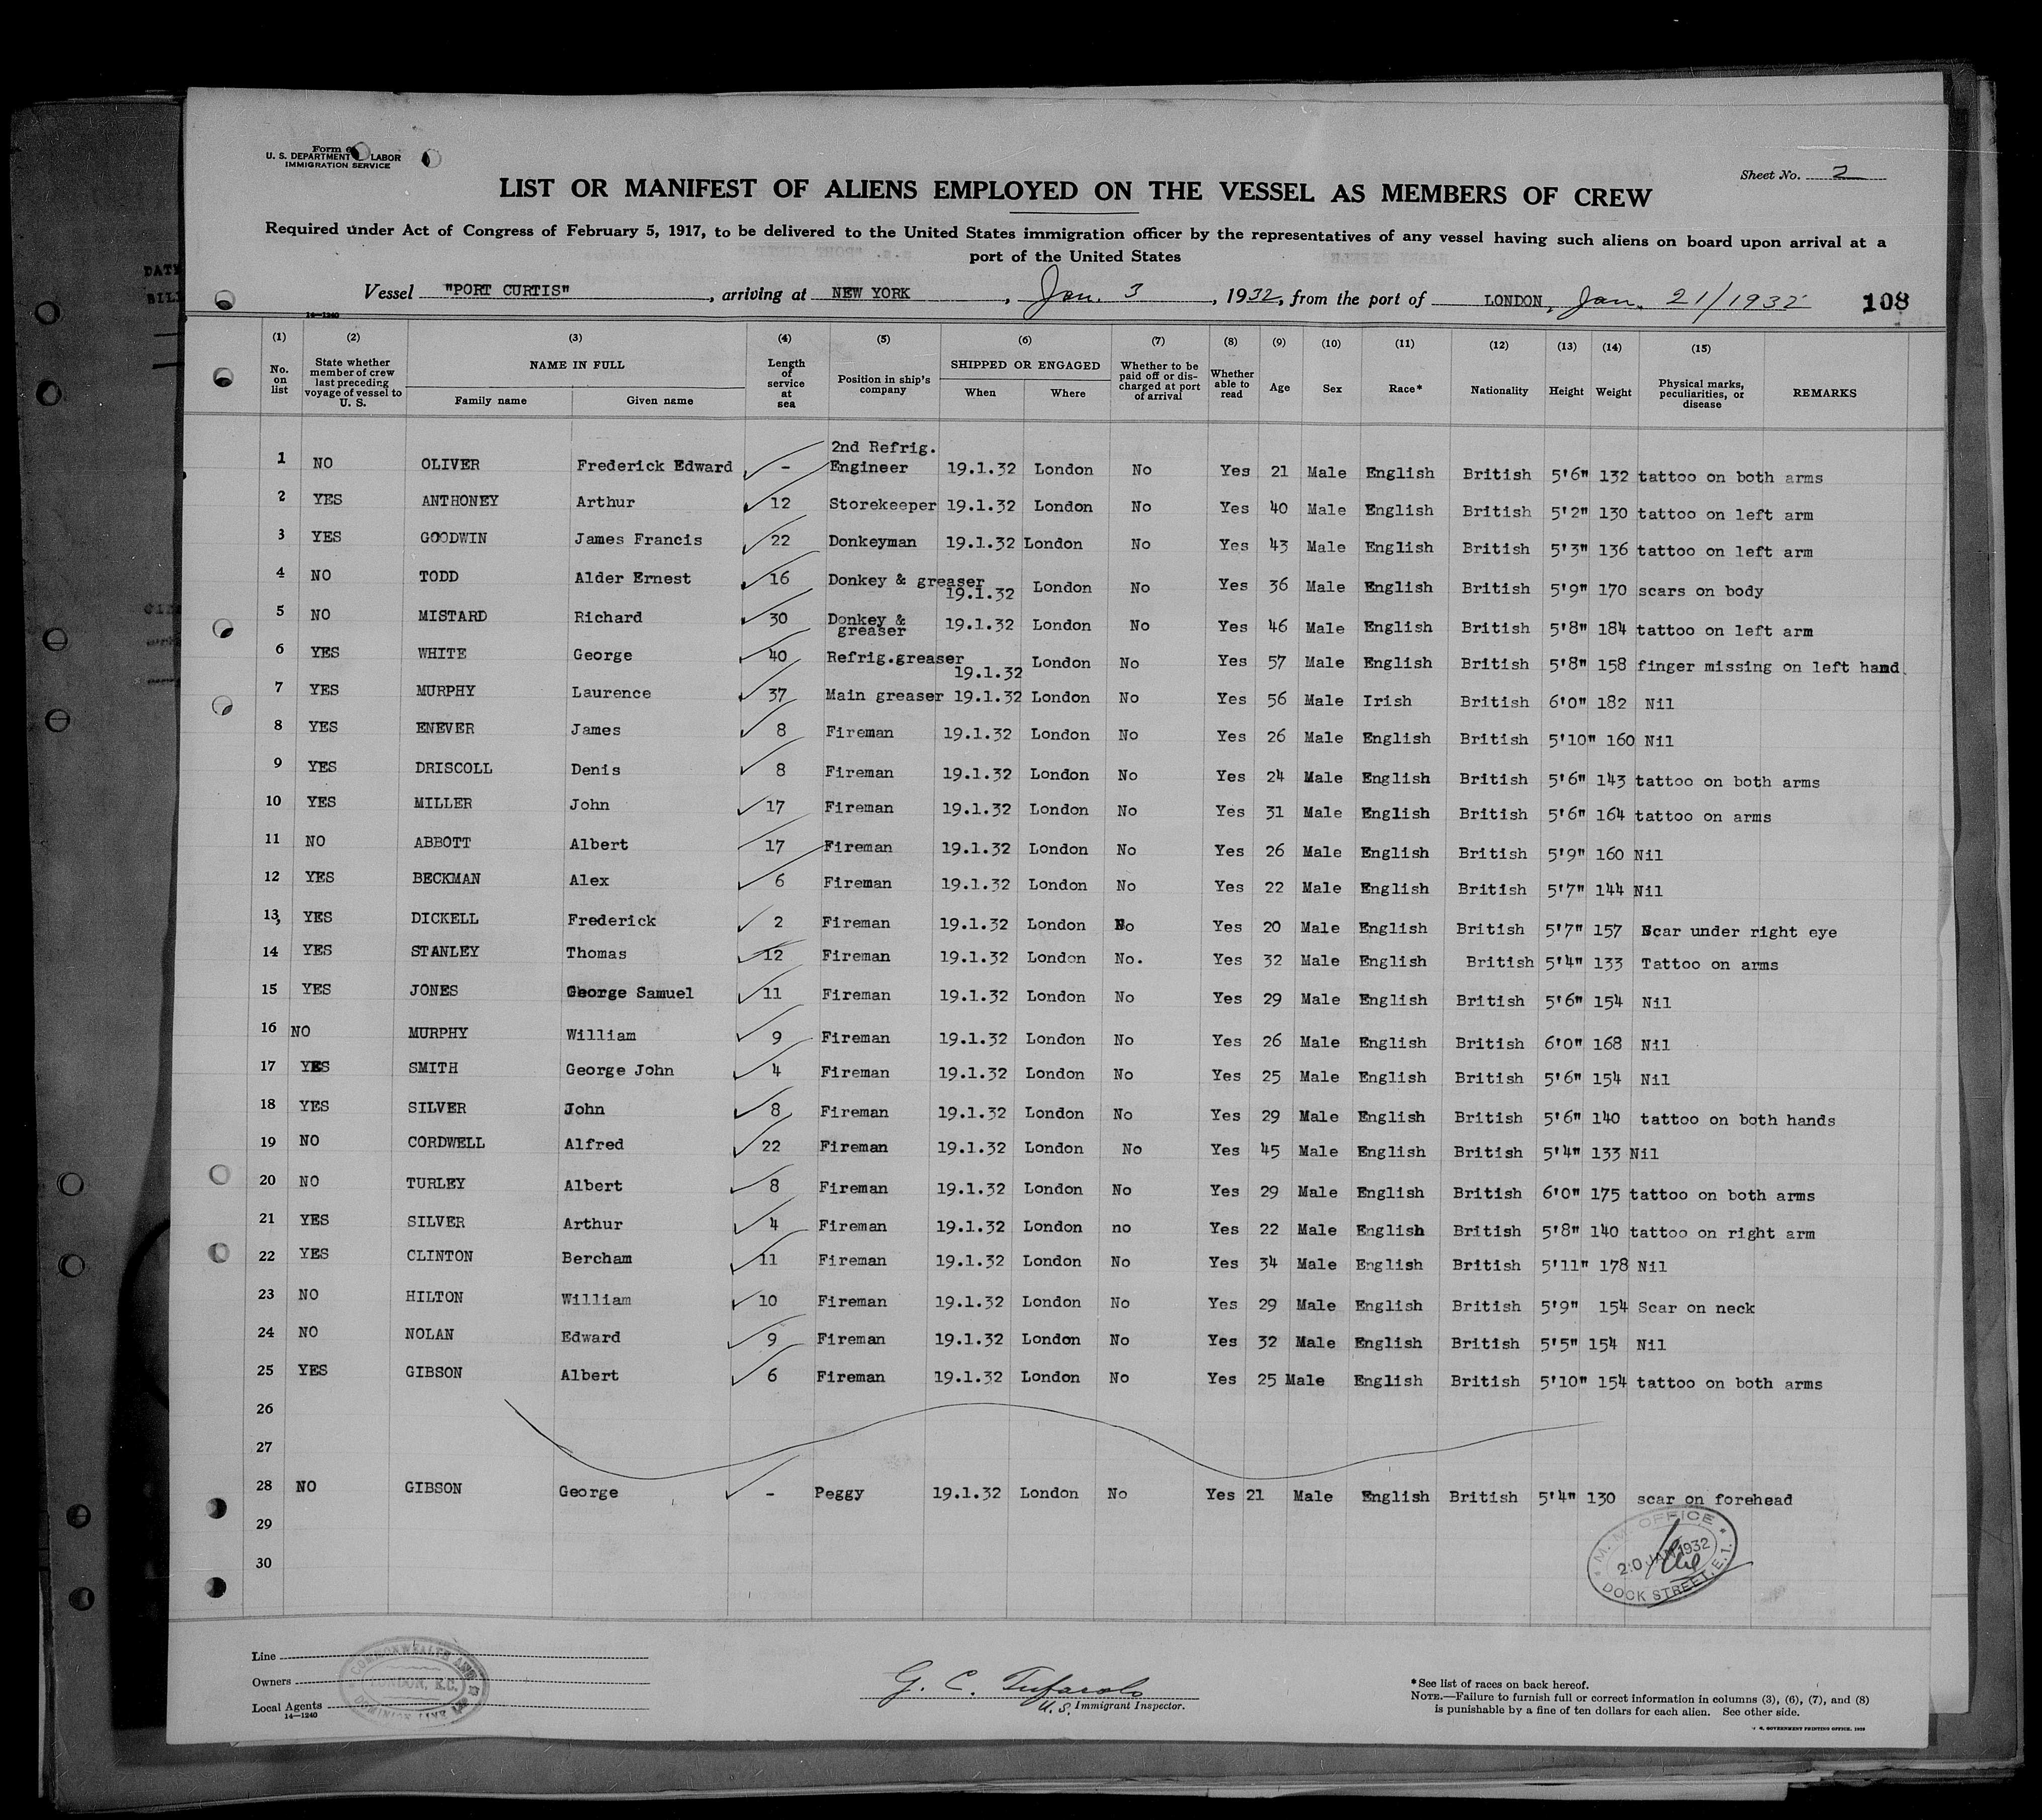 Form
U. S. DEPARTMENT LABOR
IMMIGRATION SERVICE
Sheet No. 2
LIST OR MANIFEST OF ALIENS EMPLOYED ON THE VESSEL AS MEMBERS OF CREW
Required under Act of Congress of February 5, 1917, to be delivered to the United States immigration officer by the representatives of any vessel having such aliens on board upon arrival at a
port of the United States
Vessel "PORT CURTIS", arriving at NEW YORK, Jan. 3, 1932, from the port of LONDON, Jan. 21/1932 108
14—1240
(1) (2) (3) (4) (5) (6) (7) (8) (9) (10) (11) (12) (13) (14) (15)
No. on list State whether member of crew last preceding voyage of vessel to U. S. NAME IN FULL Family name Given name Length of service at sea Position in ship's company SHIPPED OR ENGAGED When Where Whether to be paid off or discharged at port of arrival Whether able to read Age Sex Race* Nationality Height Weight Physical marks, peculiarities, or disease REMARKS
1 NO OLIVER Frederick Edward - 2nd Refrig. Engineer 19.1.32 London No Yes 21 Male English British 5'6" 132 tattoo on both arms
2 YES ANTHONEY Arthur 12 Storekeeper 19.1.32 London No Yes 40 Male English British 5'2" 130 tattoo on left arm
3 YES GOODWIN James Francis 22 Donkeyman 19.1.32 London No Yes 43 Male English British 5'3" 136 tattoo on left arm
4 NO TODD Alder Ernest 16 Donkey & greaser 19.1.32 London No Yes 36 Male English British 5'9" 170 scars on body
5 NO MISTARD Richard 30 Donkey & greaser 19.1.32 London No Yes 46 Male English British 5'8" 184 tattoo on left arm
6 YES WHITE George 40 Refrig.greaser 19.1.32 London No Yes 57 Male English British 5'8" 158 finger missing on left hand.
7 YES MURPHY Laurence 37 Main greaser 19.1.32 London No Yes 56 Male Irish British 6'0" 182 Nil
8 YES ENEVER James 8 Fireman 19.1.32 London No Yes 26 Male English British 5'10" 160 Nil
9 YES DRISCOLL Denis 8 Fireman 19.1.32 London No Yes 24 Male English British 5'6" 143 tattoo on both arms
10 YES MILLER John 17 Fireman 19.1.32 London No Yes 31 Male English British 5'6" 164 tattoo on arms
11 NO ABBOTT Albert 17 Fireman 19.1.32 London No Yes 26 Male English British 5'9" 160 Nil
12 YES BECKMAN Alex 6 Fireman 19.1.32 London No Yes 22 Male English British 5'7" 144 Nil
13, YES DICKELL Frederick 2 Fireman 19.1.32 London No Yes 20 Male English British 5'7" 157 Scar under right eye
14 YES STANLEY Thomas 12 Fireman 19.1.32 London No. Yes 32 Male English British 5'4" 133 Tattoo on arms
15 YES JONES George Samuel 11 Fireman 19.1.32 London No Yes 29 Male English British 5'6" 154 Nil
16 NO MURPHY William 9 Fireman 19.1.32 London No Yes 26 Male English British 6'0" 168 Nil
17 YES SMITH George John 4 Fireman 19.1.32 London No Yes 25 Male English British 5'6" 154 Nil
18 YES SILVER John 8 Fireman 19.1.32 London No Yes 29 Male English British 5'6" 140 tattoo on both hands
19 NO CORDWELL Alfred 22 Fireman 19.1.32 London No Yes 45 Male English British 5'4" 133 Nil
20 NO TURLEY Albert 8 Fireman 19.1.32 London No Yes 29 Male English British 6'0" 175 tattoo on both arms
21 YES SILVER Arthur 4 Fireman 19.1.32 London no Yes 22 Male English British 5'8" 140 tattoo on right arm
22 YES CLINTON Bercham 11 Fireman 19.1.32 London No Yes 34 Male English British 5'11" 178 Nil
23 NO HILTON William 10 Fireman 19.1.32 London No Yes 29 Male English British 5'9" 154 Scar on neck
24 NO NOLAN Edward 9 Fireman 19.1.32 London No Yes 32 Male English British 5'5" 154 Nil
25 YES GIBSON Albert 6 Fireman 19.1.32 London No Yes 25 Male English British 5'10" 154 tattoo on both arms
26
27
28 NO GIBSON George - Peggy 19.1.32 London No Yes 21 Male English British 5'4" 130 scar on forehead
29
30
M. M. OFFICE
20 JAN 1932
DOCK STREET, E.1.
Line
Owners
Local Agents
14—1240
COMMONWEALTH AND
LONDON, E.C.
DOMINION LINE
G. C. Tufarolo
U.S. Immigrant Inspector.
*See list of races on back hereof.
NOTE.—Failure to furnish full or correct information in columns (3), (6), (7), and (8)
is punishable by a fine of ten dollars for each alien. See other side.
GOVERNMENT PRINTING OFFICE